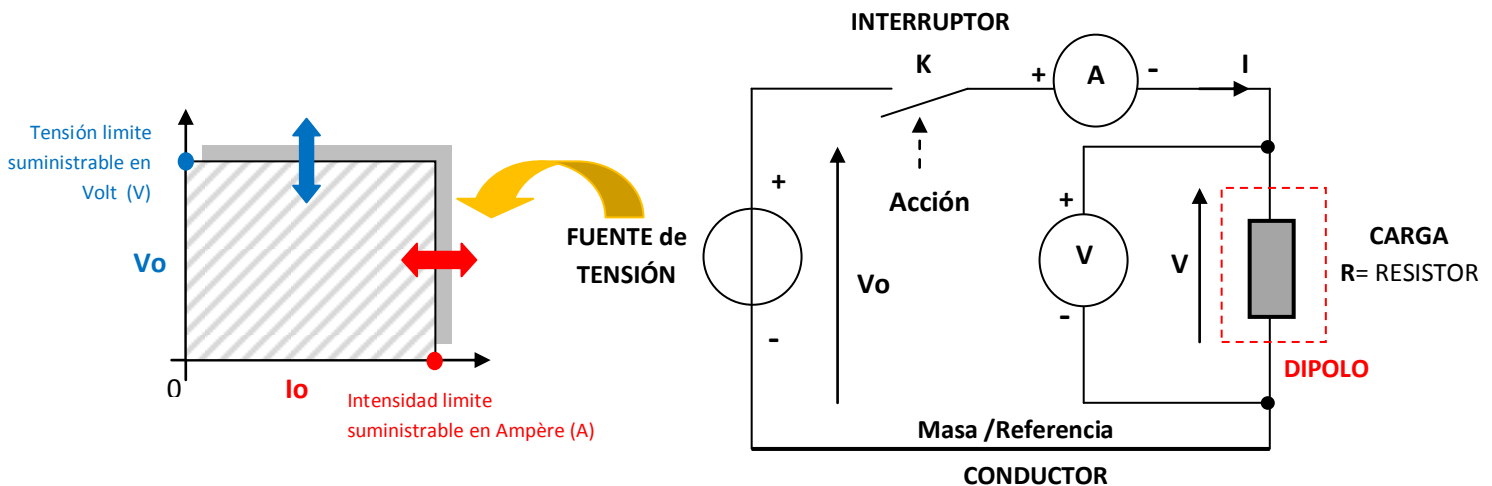 Tensión limite
suministrable en
Volt (V)
Vo
0
Io
Intensidad limite
suministrable en Ampère (A)
INTERRUPTOR
K
+
A
-
I
Acción
FUENTE de
TENSIÓN
+
-
Vo
+
V
-
V
CARGA
R= RESISTOR
DIPOLO
Masa /Referencia
CONDUCTOR